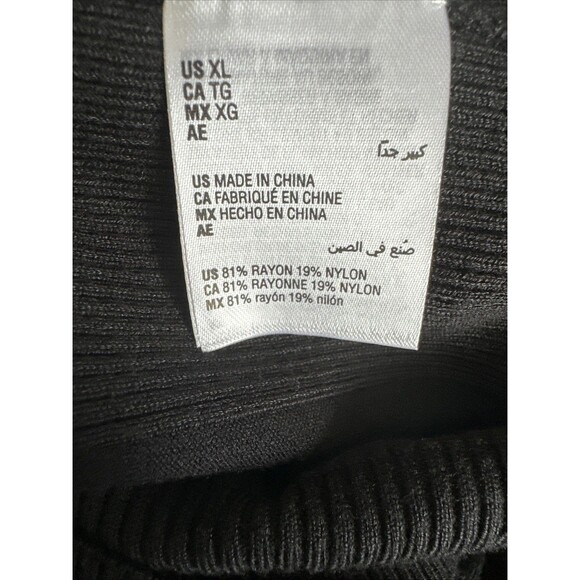 US XL
CA TG
MX XG
AE
كبير جدًا
US MADE IN CHINA
CA FABRIQUÉ EN CHINE
MX HECHO EN CHINA
AE
صُنع في الصين
US 81% RAYON 19% NYLON
CA 81% RAYONNE 19% NYLON
MX 81% rayón 19% nilón